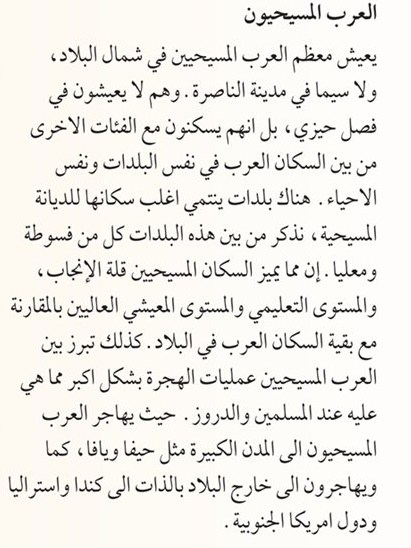 العرب المسيحيون
يعيش معظم العرب المسيحيين في شمال البلاد،
ولا سيما في مدينة الناصرة. وهم لا يعيشون في
فصل حيزي، بل انهم يسكنون مع الفئات الاخرى
من بين السكان العرب في نفس البلدات ونفس
الاحياء. هناك بلدات ينتمي اغلب سكانها للديانة
المسيحية، نذكر من بين هذه البلدات كل من فسوطة
ومعليا. إن مما يميز السكان المسيحيين قلة الإنجاب،
والمستوى التعليمي والمستوى المعيشي العاليين بالمقارنة
مع بقية السكان العرب في البلاد. كذلك تبرز بين
العرب المسيحيين عمليات الهجرة بشكل اكبر مما هي
عليه عند المسلمين والدروز. حيث يهاجر العرب
المسيحيون الى المدن الكبيرة مثل حيفا ويافا، كما
ويهاجرون الى خارج البلاد بالذات الى كندا واستراليا
ودول امريكا الجنوبية.